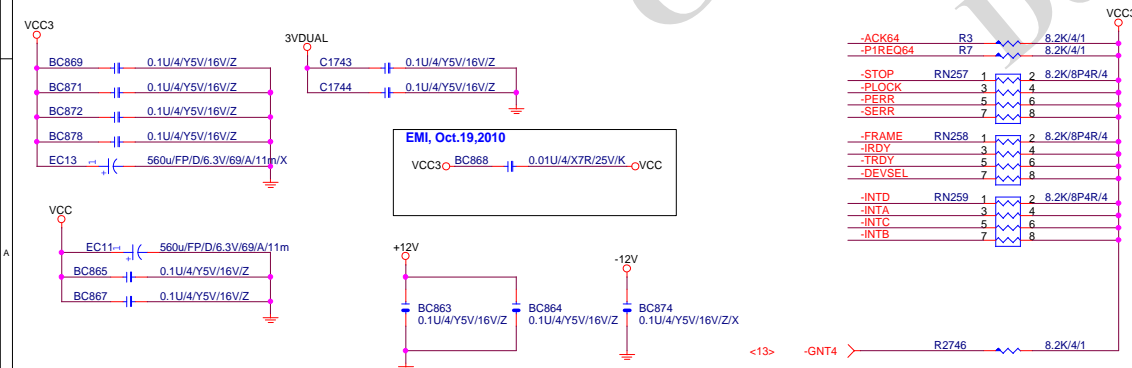 VCC3
BC869 0.1U/4/Y5V/16V/Z
BC871 0.1U/4/Y5V/16V/Z
BC872 0.1U/4/Y5V/16V/Z
BC878 0.1U/4/Y5V/16V/Z
EC13 1 + 560u/FP/D/6.3V/69/A/11m/X
3VDUAL
C1743 0.1U/4/Y5V/16V/Z
C1744 0.1U/4/Y5V/16V/Z
EMI, Oct.19,2010
VCC3 BC868 0.01U/4/X7R/25V/K VCC
VCC
EC11 1 + 560u/FP/D/6.3V/69/A/11m
BC865 0.1U/4/Y5V/16V/Z
BC867 0.1U/4/Y5V/16V/Z
A
+12V
BC863
0.1U/4/Y5V/16V/Z
BC864
0.1U/4/Y5V/16V/Z
-12V
BC874
0.1U/4/Y5V/16V/Z/X
VCC3
-ACK64 R3 8.2K/4/1
-P1REQ64 R7 8.2K/4/1
-STOP RN257 1 2 8.2K/8P4R/4
-PLOCK 3 4
-PERR 5 6
-SERR 7 8
-FRAME RN258 1 2 8.2K/8P4R/4
-IRDY 3 4
-TRDY 5 6
-DEVSEL 7 8
-INTD RN259 1 2 8.2K/8P4R/4
-INTA 3 4
-INTC 5 6
-INTB 7 8
<13> -GNT4 R2746 8.2K/4/1